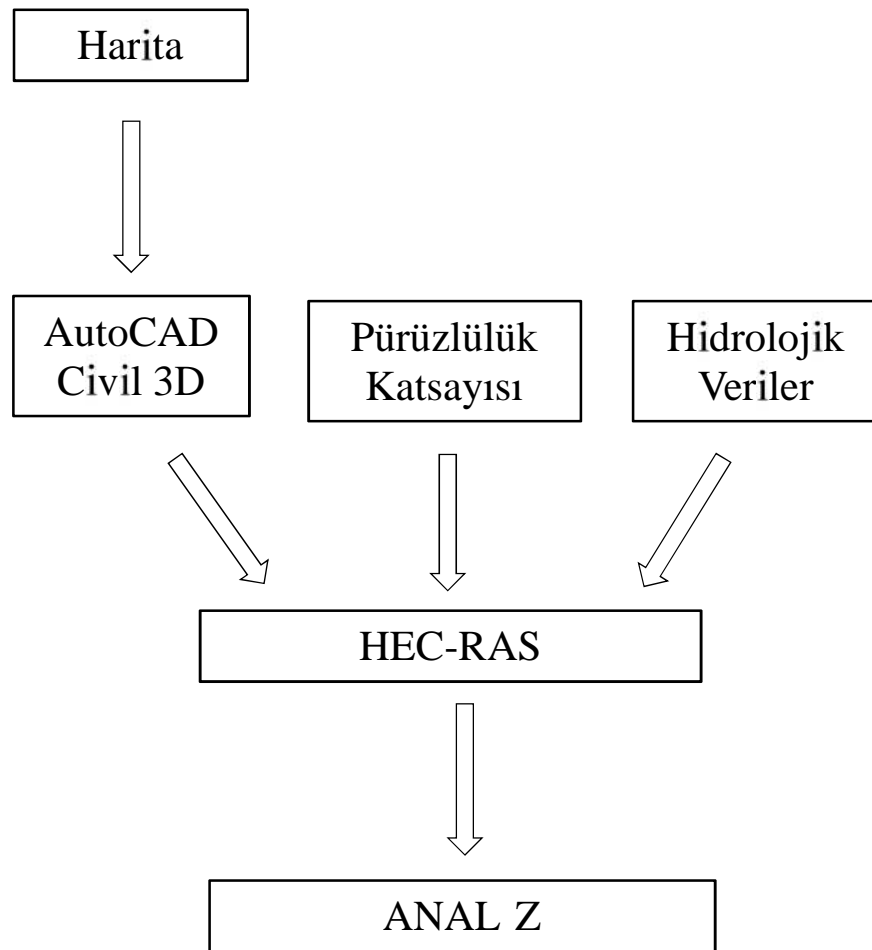 Harita
AutoCAD
Civil 3D
Pürüzlülük
Katsayısı
Hidrolojik
Veriler
HEC-RAS
ANAL Z